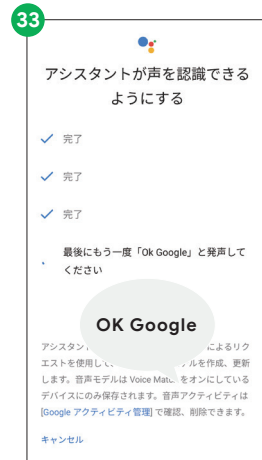 33
アシスタントが声を認識できる
ようにする
完了
完了
完了
最後にもう一度「Ok Google」と発声して
ください
OK Google
アシスタン によるリク
エストを使用して ルを作成、更新
します。音声モデルは Voice Match をオンにしている
デバイスにのみ保存されます。音声アクティビティは
[Google アクティビティ管理] で確認、削除できます。
キャンセル